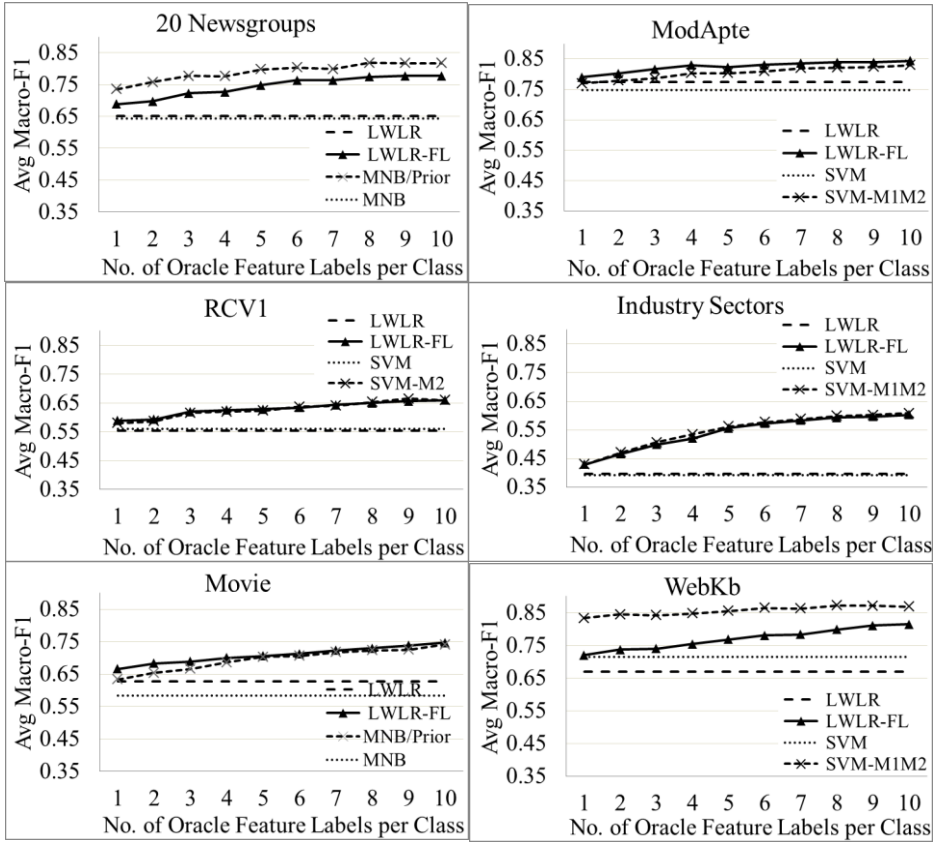 20 Newsgroups
Avg Macro-F1
0.85
0.75
0.65
0.55
0.45
0.35
LWLR
LWLR-FL
MNB/Prior
MNB
1 2 3 4 5 6 7 8 9 10
No. of Oracle Feature Labels per Class
ModApte
Avg Macro-F1
0.85
0.75
0.65
0.55
0.45
0.35
LWLR
LWLR-FL
SVM
SVM-M1M2
1 2 3 4 5 6 7 8 9 10
No. of Oracle Feature Labels per Class
RCV1
Avg Macro-F1
0.85
0.75
0.65
0.55
0.45
0.35
LWLR
LWLR-FL
SVM
SVM-M2
1 2 3 4 5 6 7 8 9 10
No. of Oracle Feature Labels per Class
Industry Sectors
Avg Macro-F1
0.85
0.75
0.65
0.55
0.45
0.35
LWLR
LWLR-FL
SVM
SVM-M1M2
1 2 3 4 5 6 7 8 9 10
No. of Oracle Feature Labels per Class
Movie
Avg Macro-F1
0.85
0.75
0.65
0.55
0.45
0.35
LWLR
LWLR-FL
MNB/Prior
MNB
1 2 3 4 5 6 7 8 9 10
No. of Oracle Feature Labels per Class
WebKb
Avg Macro-F1
0.85
0.75
0.65
0.55
0.45
0.35
LWLR
LWLR-FL
SVM
SVM-M1M2
1 2 3 4 5 6 7 8 9 10
No. of Oracle Feature Labels per Class